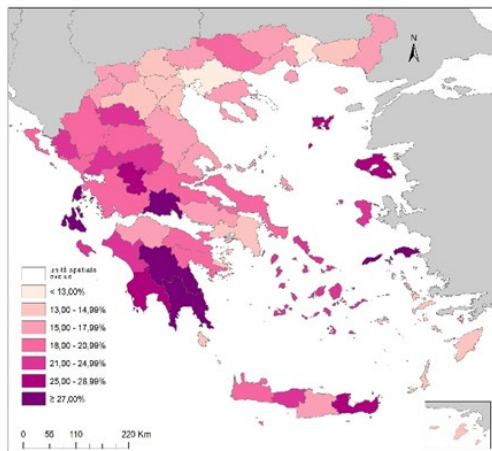 N
< 13,00%
13,00 - 14,99%
15,00 - 17,99%
18,00 - 20,99%
21,00 - 24,99%
25,00 - 28,99%
≥ 27,00%
0 55 110 220 Km